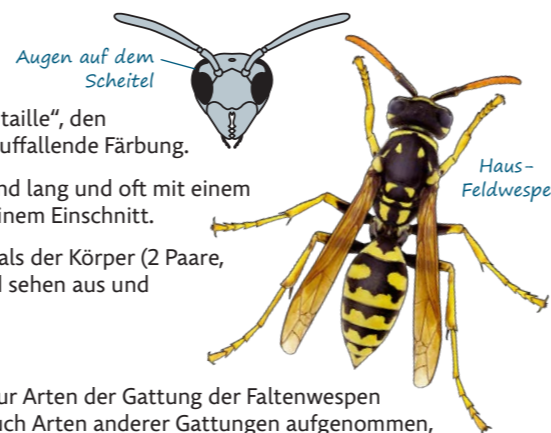 Augen auf dem
Scheitel
taille“, den
uffallende Färbung.
Haus-
Feldwespe
nd lang und oft mit einem
inem Einschnitt.
als der Körper (2 Paare,
sehen aus und
ur Arten der Gattung der Faltenwespen
uch Arten anderer Gattungen aufgenommen,